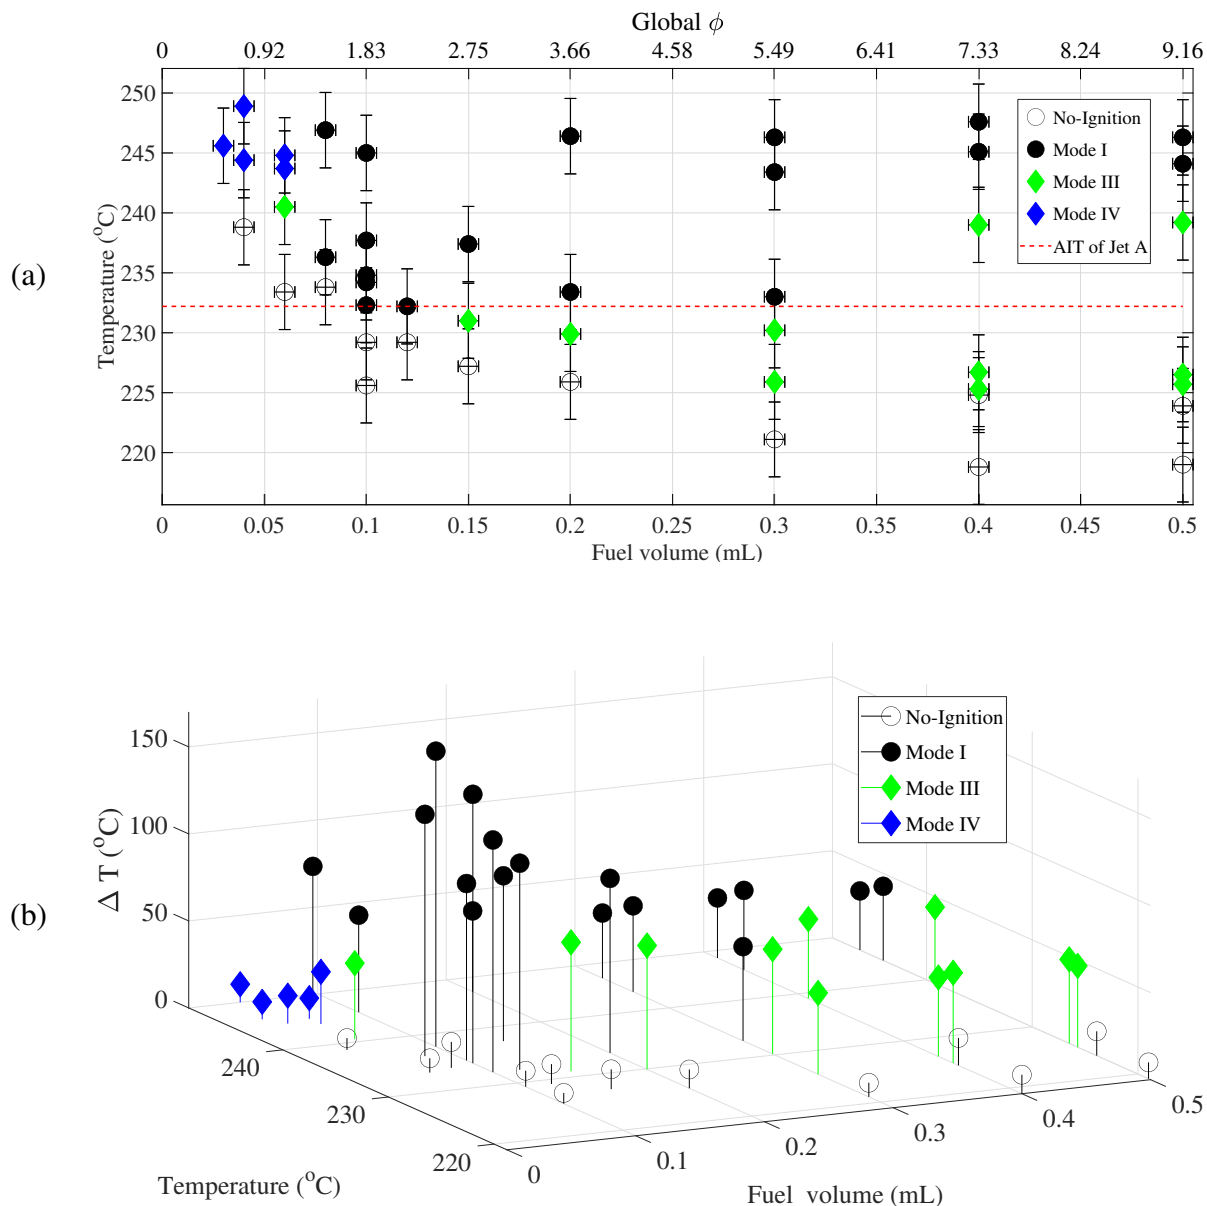 Global ϕ
0 0.92 1.83 2.75 3.66 4.58 5.49 6.41 7.33 8.24 9.16
(a)
Temperature (°C)
250
245
240
235
230
225
220
No-Ignition
Mode I
Mode III
Mode IV
AIT of Jet A
0 0.05 0.1 0.15 0.2 0.25 0.3 0.35 0.4 0.45 0.5
Fuel volume (mL)
(b)
Δ T (°C)
150
100
50
0
No-Ignition
Mode I
Mode III
Mode IV
240
230
220
Temperature (°C)
0
0.1
0.2
0.3
0.4
0.5
Fuel volume (mL)